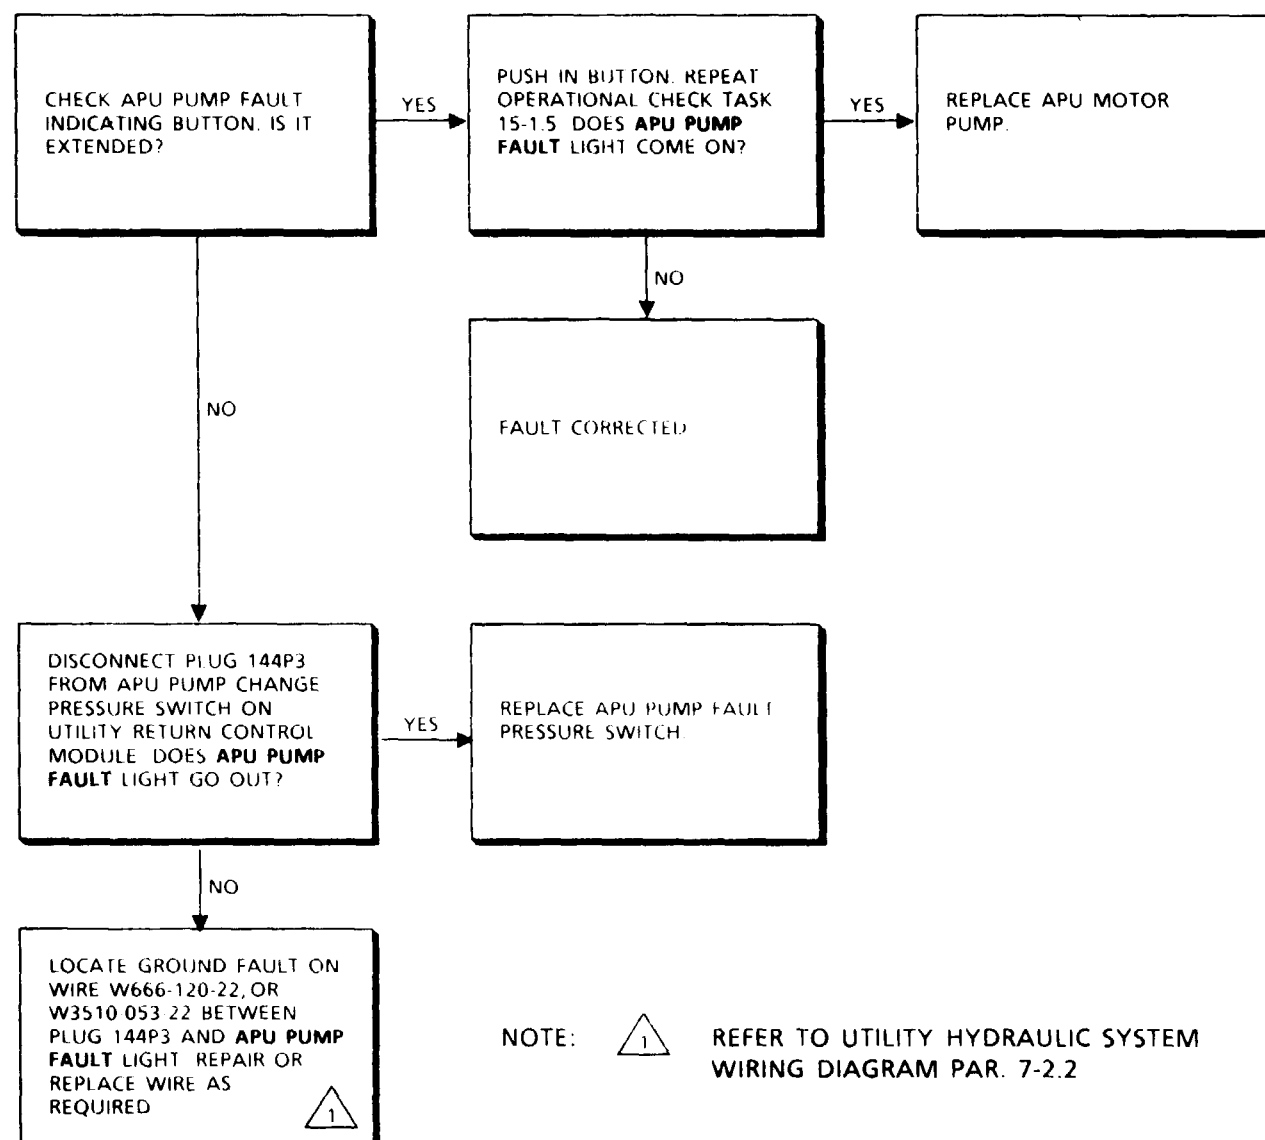 CHECK APU PUMP FAULT
INDICATING BUTTON. IS IT
EXTENDED?
YES
PUSH IN BUTTON. REPEAT
OPERATIONAL CHECK TASK
15-1.5 DOES APU PUMP
FAULT LIGHT COME ON?
YES
REPLACE APU MOTOR
PUMP.
NO
NO
FAULT CORRECTED
DISCONNECT PLUG 144P3
FROM APU PUMP CHANGE
PRESSURE SWITCH ON
UTILITY RETURN CONTROL
MODULE DOES APU PUMP
FAULT LIGHT GO OUT?
YES
REPLACE APU PUMP FAULT
PRESSURE SWITCH.
NO
LOCATE GROUND FAULT ON
WIRE W666-120-22, OR
W3510-053-22 BETWEEN
PLUG 144P3 AND APU PUMP
FAULT LIGHT REPAIR OR
REPLACE WIRE AS
REQUIRED
1
NOTE: 1 REFER TO UTILITY HYDRAULIC SYSTEM
WIRING DIAGRAM PAR. 7-2.2